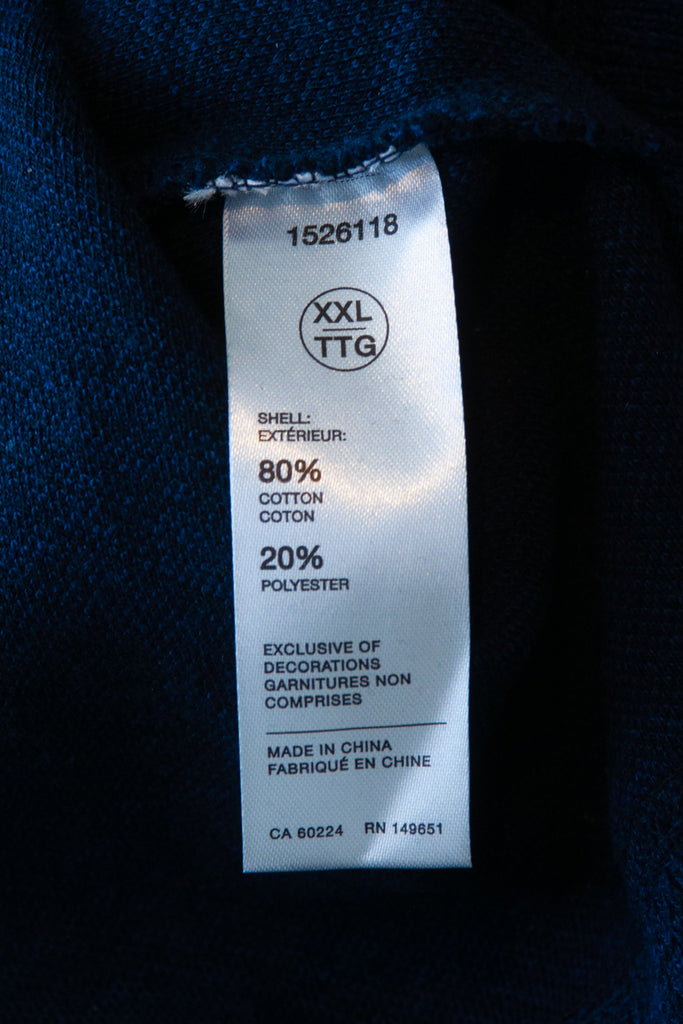 1526118
XXL
TTG
SHELL:
EXTÉRIEUR:
80%
COTTON
COTON
20%
POLYESTER
EXCLUSIVE OF
DECORATIONS
GARNITURES NON
COMPRISES
MADE IN CHINA
FABRIQUÉ EN CHINE
CA 60224 RN 149651